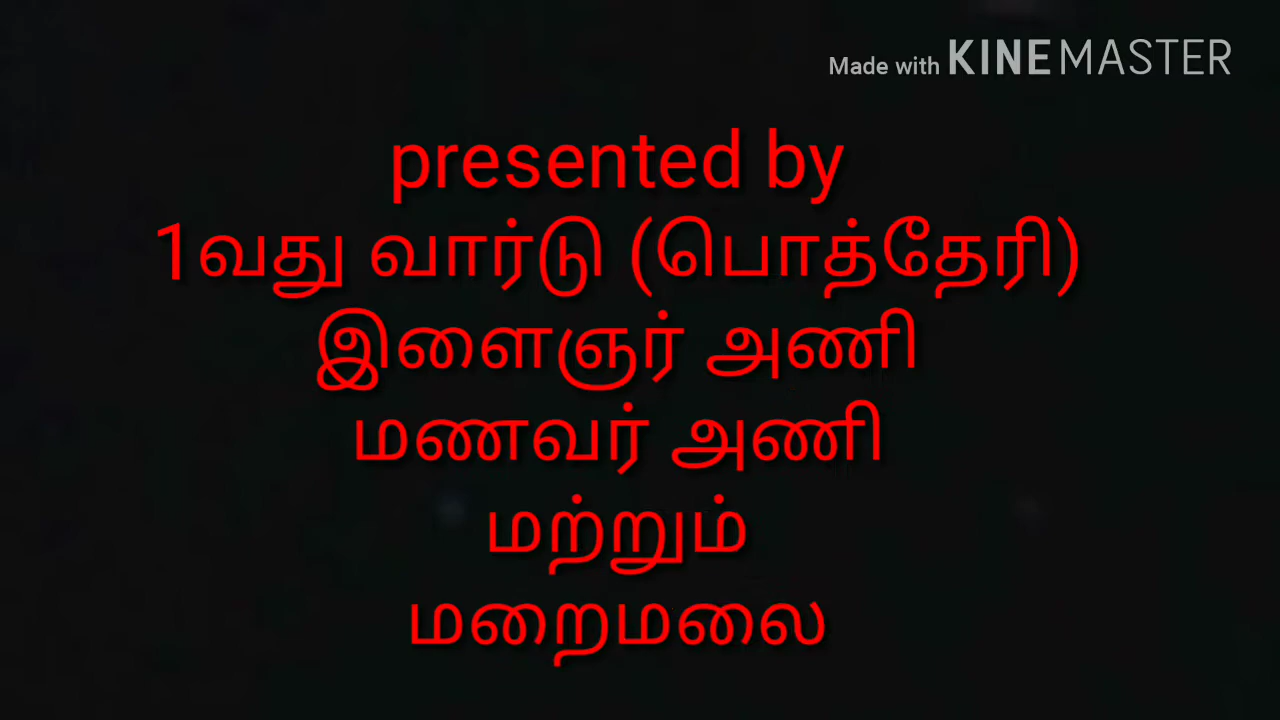 Made with KINEMASTER
presented by
1வது வார்டு (பொத்தேரி)
இளைஞர் அணி
மணவர் அணி
மற்றும்
மறைமலை